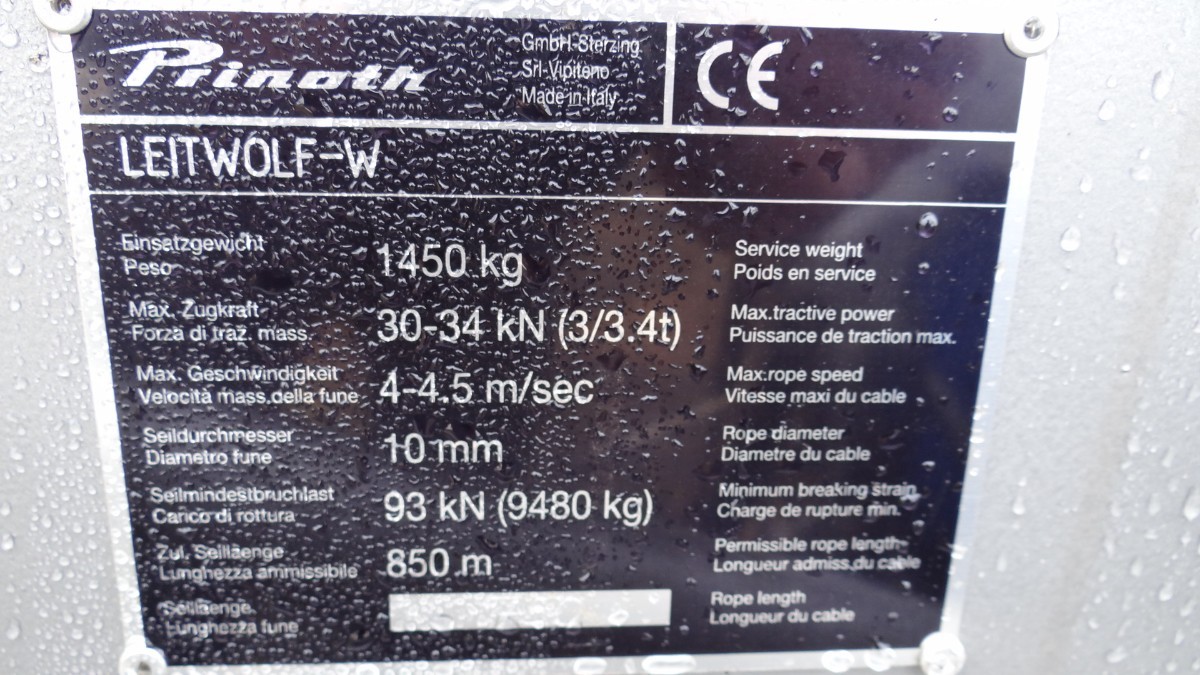 Prinoth
GmbH-Sterzing
Srl-Vipiteno
Made in Italy
CE
LEITWOLF-W
Einsatzgewicht
Peso
1450 kg
Service weight
Poids en service
Max. Zugkraft
Forza di traz. mass.
30-34 kN (3/3.4t)
Max.tractive power
Puissance de traction max.
Max. Geschwindigkeit
Velocità mass.della fune
4-4.5 m/sec
Max.rope speed
Vitesse maxi du cable
Seildurchmesser
Diametro fune
10 mm
Rope diameter
Diametre du cable
Seilmindestbruchlast
Carico di rottura
93 kN (9480 kg)
Minimum breaking strain
Charge de rupture min.
Zul. Seillaenge
Lunghezza ammissibile
850 m
Permissible rope length
Longueur admiss.du cable
Seillaenge
Lunghezza fune
Rope length
Longueur du cable